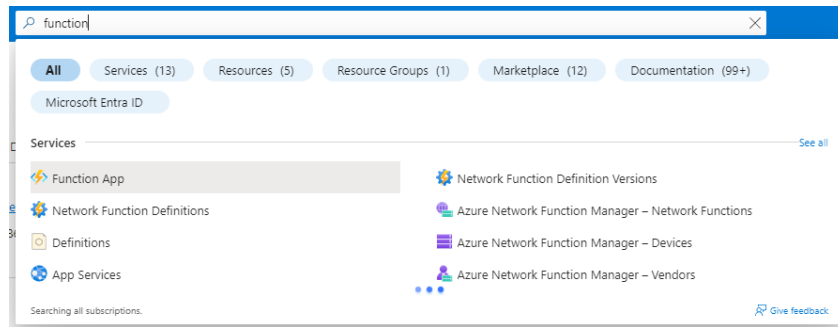 function
All
Services (13)
Resources (5)
Resource Groups (1)
Marketplace (12)
Documentation (99+)
Microsoft Entra ID
Services
See all
Function App
Network Function Definitions
Definitions
App Services
Network Function Definition Versions
Azure Network Function Manager – Network Functions
Azure Network Function Manager – Devices
Azure Network Function Manager – Vendors
Searching all subscriptions.
Give feedback